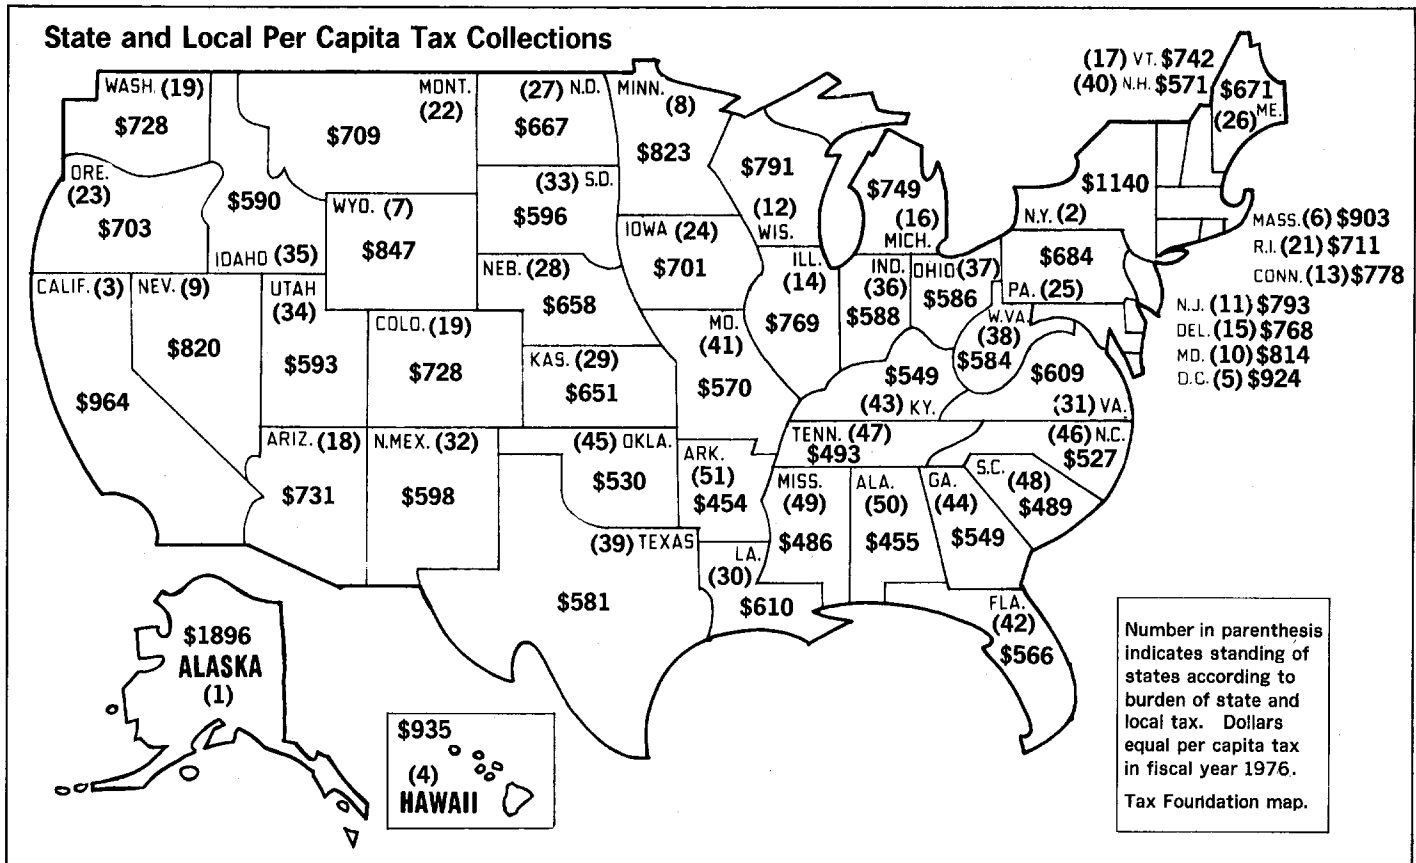 State and Local Per Capita Tax Collections
WASH. (19)
$728
MONT.
(22)
$709
(27) N.D.
$667
MINN.
(8)
$823
(17) VT. $742
(40) N.H. $571
$671
(26) ME.
ORE.
(23)
$703
$590
IDAHO (35)
WYO. (7)
$847
(33) S.D.
$596
$791
(12)
WIS.
$749
(16)
MICH.
$1140
N.Y. (2)
MASS. (6) $903
R.I. (21) $711
CONN. (13) $778
N.J. (11) $793
DEL. (15) $768
MD. (10) $814
D.C. (5) $924
CALIF. (3)
$964
NEV. (9)
$820
UTAH
(34)
$593
COLO. (19)
$728
NEB. (28)
$658
IOWA (24)
$701
ILL.
(14)
$769
IND.
(36)
$588
OHIO (37)
$586
$684
PA. (25)
W.VA.
(38)
$584
KAS. (29)
$651
MO.
(41)
$570
$549
(43) KY.
$609
(31) VA.
ARIZ. (18)
$731
N.MEX. (32)
$598
(45) OKLA.
$530
ARK.
(51)
$454
TENN. (47)
$493
(46) N.C.
$527
S.C.
(48)
$489
MISS.
(49)
$486
ALA.
(50)
$455
GA.
(44)
$549
(39) TEXAS
$581
LA.
(30)
$610
FLA.
(42)
$566
$1896
ALASKA
(1)
$935
(4)
HAWAII
Number in parenthesis
indicates standing of
states according to
burden of state and
local tax. Dollars
equal per capita tax
in fiscal year 1976.
Tax Foundation map.